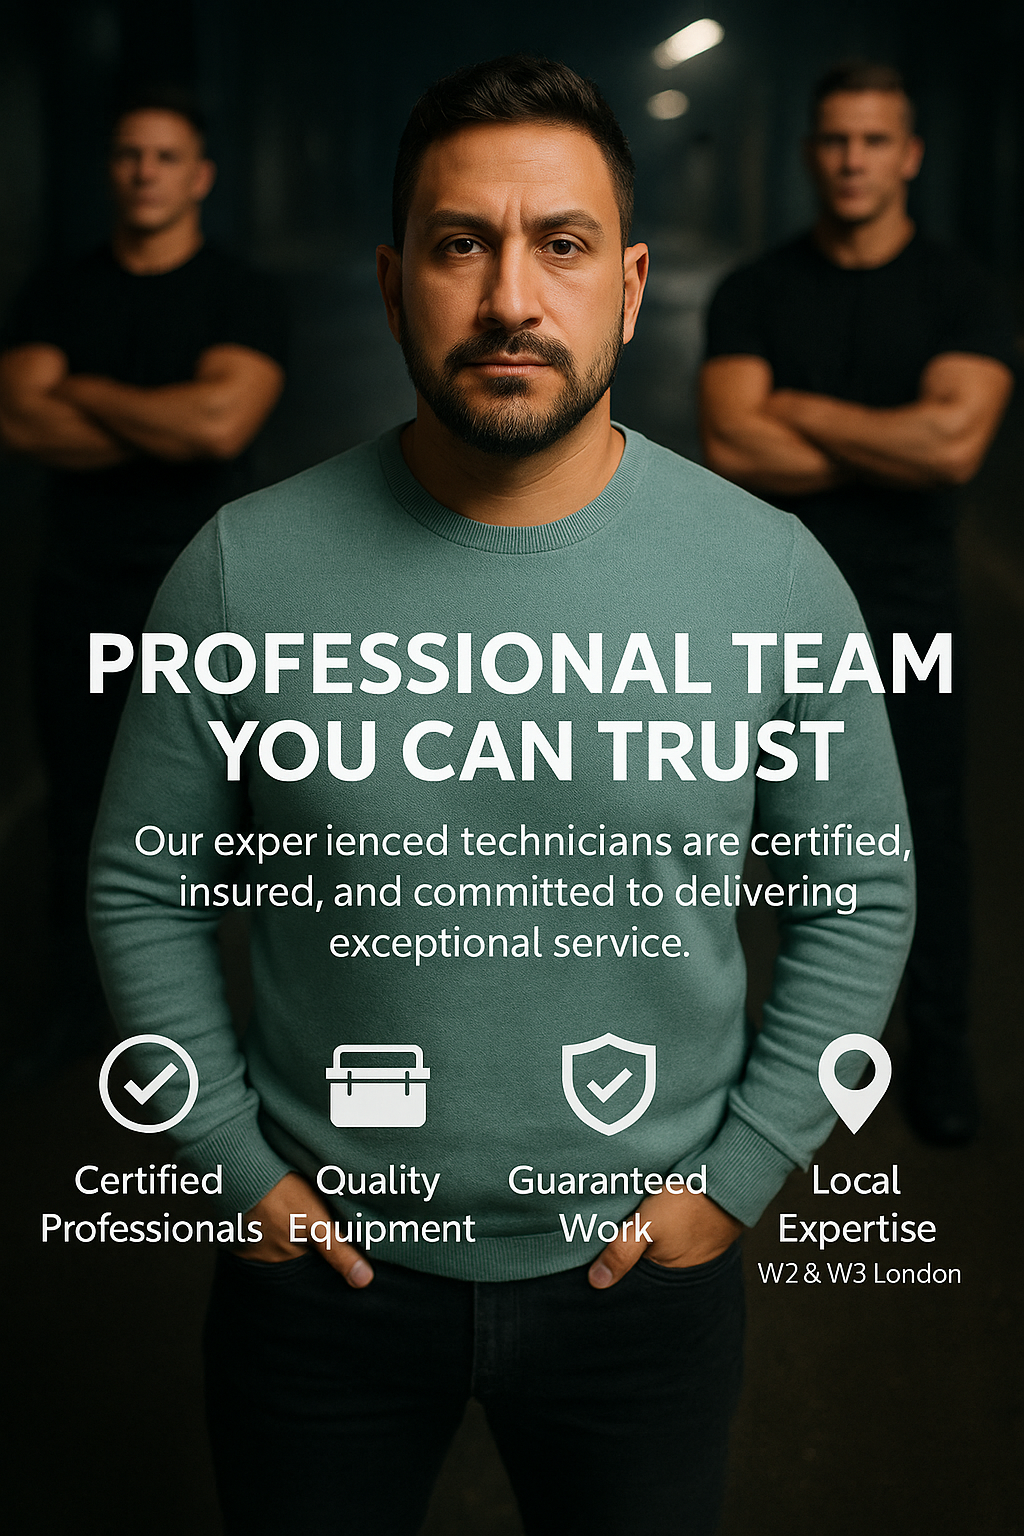 PROFESSIONAL TEAM
YOU CAN TRUST
Our exper ienced technicians are certified,
insured, and committed to delivering
exceptional service.
Certified
Professionals
Quality
Equipment
Guaranteed
Work
Local
Expertise
W2 & W3 London